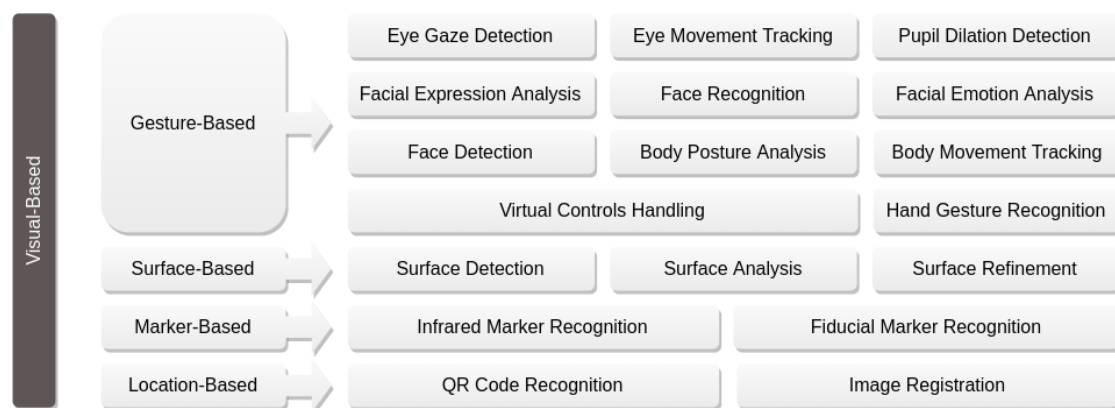 Visual-Based
Gesture-Based
Eye Gaze Detection
Eye Movement Tracking
Pupil Dilation Detection
Facial Expression Analysis
Face Recognition
Facial Emotion Analysis
Face Detection
Body Posture Analysis
Body Movement Tracking
Virtual Controls Handling
Hand Gesture Recognition
Surface-Based
Surface Detection
Surface Analysis
Surface Refinement
Marker-Based
Infrared Marker Recognition
Fiducial Marker Recognition
Location-Based
QR Code Recognition
Image Registration